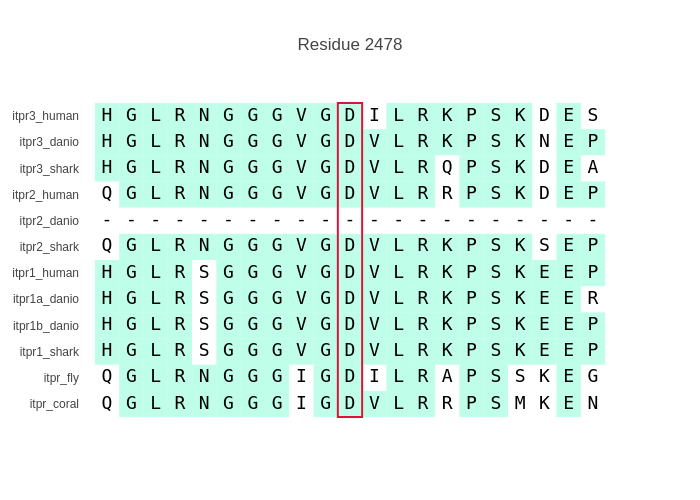 Residue 2478
itpr3_human H G L R N G G G V G D I L R K P S K D E S
itpr3_danio H G L R N G G G V G D V L R K P S K N E P
itpr3_shark H G L R N G G G V G D V L R Q P S K D E A
itpr2_human Q G L R N G G G V G D V L R R P S K D E P
itpr2_danio - - - - - - - - - - - - - - - - - - - - -
itpr2_shark Q G L R N G G G V G D V L R K P S K S E P
itpr1_human H G L R S G G G V G D V L R K P S K E E P
itpr1a_danio H G L R S G G G V G D V L R K P S K E E R
itpr1b_danio H G L R S G G G V G D V L R K P S K E E P
itpr1_shark H G L R S G G G V G D V L R K P S K E E P
itpr_fly Q G L R N G G G I G D I L R A P S S K E G
itpr_coral Q G L R N G G G I G D V L R R P S M K E N